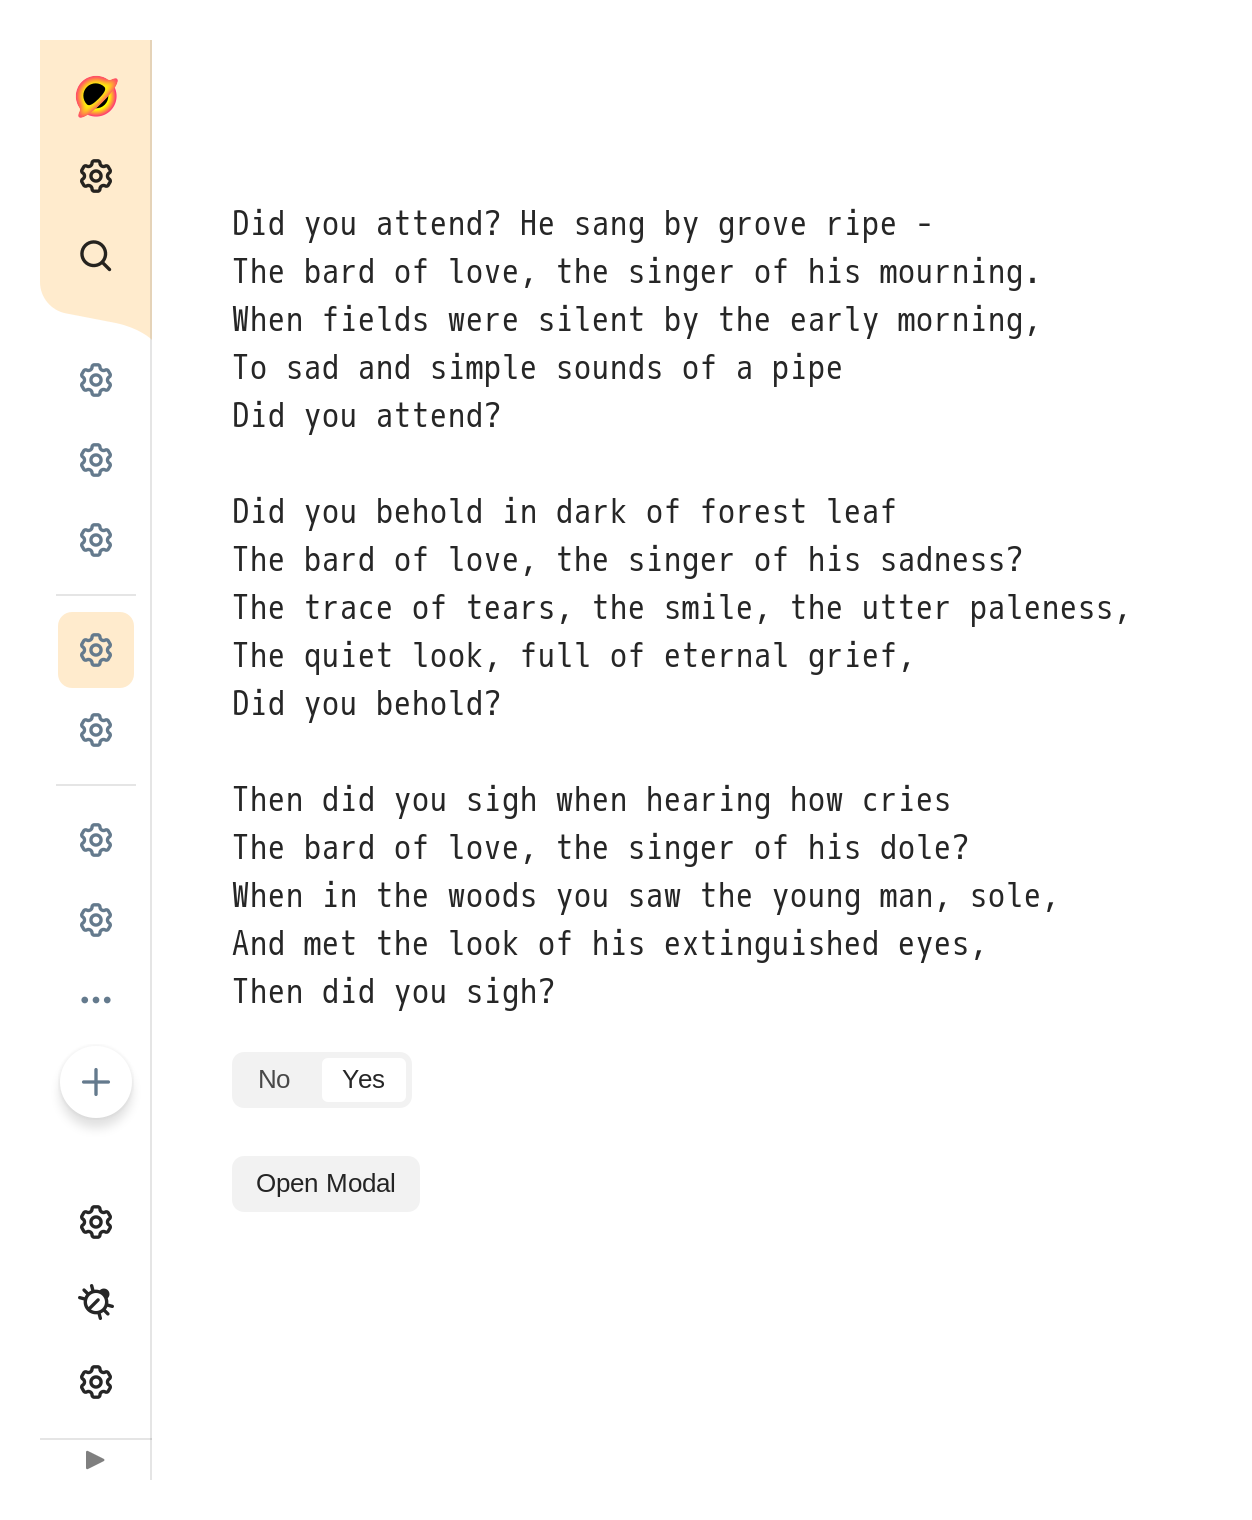 Did you attend? He sang by grove ripe -
The bard of love, the singer of his mourning.
When fields were silent by the early morning,
To sad and simple sounds of a pipe
Did you attend?

Did you behold in dark of forest leaf
The bard of love, the singer of his sadness?
The trace of tears, the smile, the utter paleness,
The quiet look, full of eternal grief,
Did you behold?

Then did you sigh when hearing how cries
The bard of love, the singer of his dole?
When in the woods you saw the young man, sole,
And met the look of his extinguished eyes,
Then did you sigh?

No Yes
Open Modal